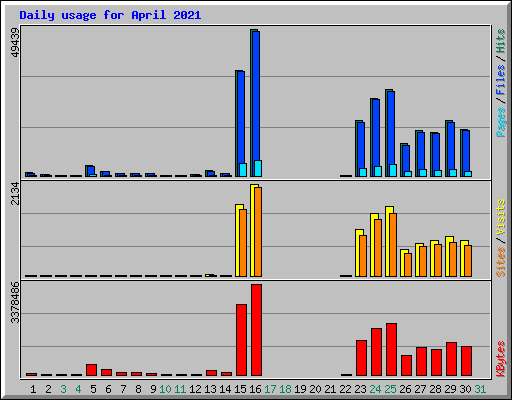 Daily usage for April 2021
49439
Pages / Files / Hits
2134
Sites / Visits
3378486
KBytes
1 2 3 4 5 6 7 8 9 10 11 12 13 14 15 16 17 18 19 20 21 22 23 24 25 26 27 28 29 30 31